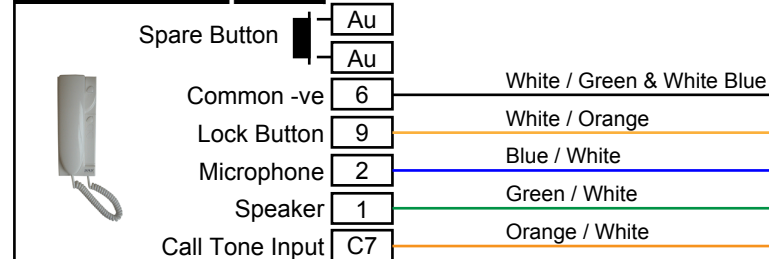 Spare Button Au
Au
Common -ve 6 White / Green & White Blue
Lock Button 9 White / Orange
Microphone 2 Blue / White
Speaker 1 Green / White
Call Tone Input C7 Orange / White